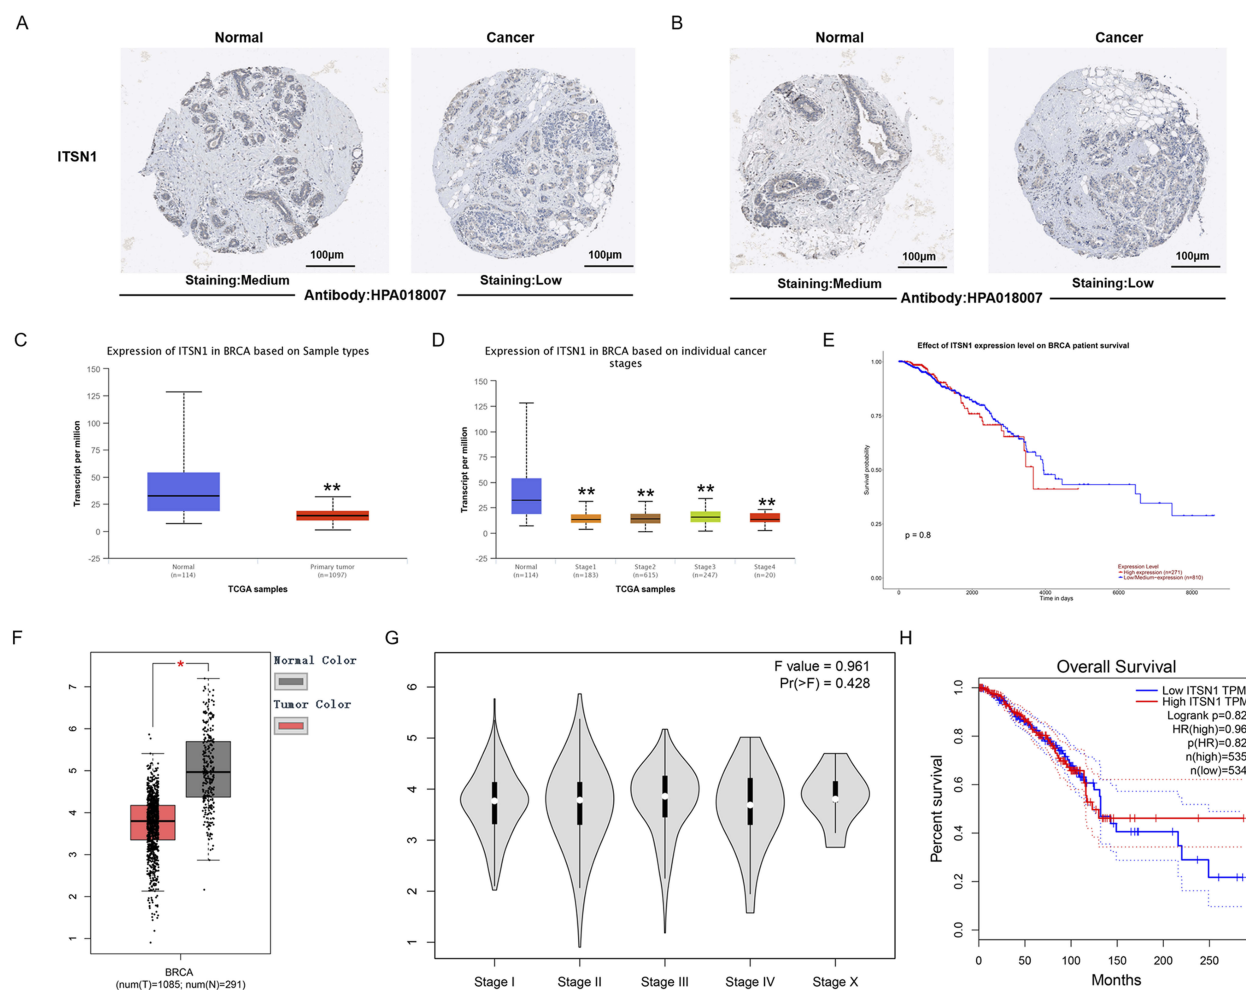 A
Normal
Cancer
ITSN1
100μm
100μm
Staining:Medium
Staining:Low
Antibody:HPA018007
B
Normal
Cancer
100μm
100μm
Staining:Medium
Staining:Low
Antibody:HPA018007
C
Expression of ITSN1 in BRCA based on Sample types
Transcript per million
150
125
100
75
50
25
0
-25
**
Normal
(n=114)
Primary tumor
(n=1097)
TCGA samples
D
Expression of ITSN1 in BRCA based on individual cancer
stages
Transcript per million
150
125
100
75
50
25
0
-25
**
**
**
**
Normal
(n=114)
Stage1
(n=183)
Stage2
(n=615)
Stage3
(n=247)
Stage4
(n=20)
TCGA samples
E
Effect of ITSN1 expression level on BRCA patient survival
Survival probability
1.00
0.75
0.50
0.25
0.00
p = 0.8
Expression Level
High expression (n=271)
Low/Medium-expression (n=810)
0
2000
4000
6000
8000
Time in days
F
7
6
5
4
3
2
1
*
Normal Color
Tumor Color
BRCA
(num(T)=1085; num(N)=291)
G
6
5
4
3
2
1
F value = 0.961
Pr(>F) = 0.428
Stage I
Stage II
Stage III
Stage IV
Stage X
H
Overall Survival
Percent survival
1.0
0.8
0.6
0.4
0.2
0.0
Low ITSN1 TPM
High ITSN1 TPM
Logrank p=0.82
HR(high)=0.96
p(HR)=0.82
n(high)=535
n(low)=534
0
50
100
150
200
250
Months